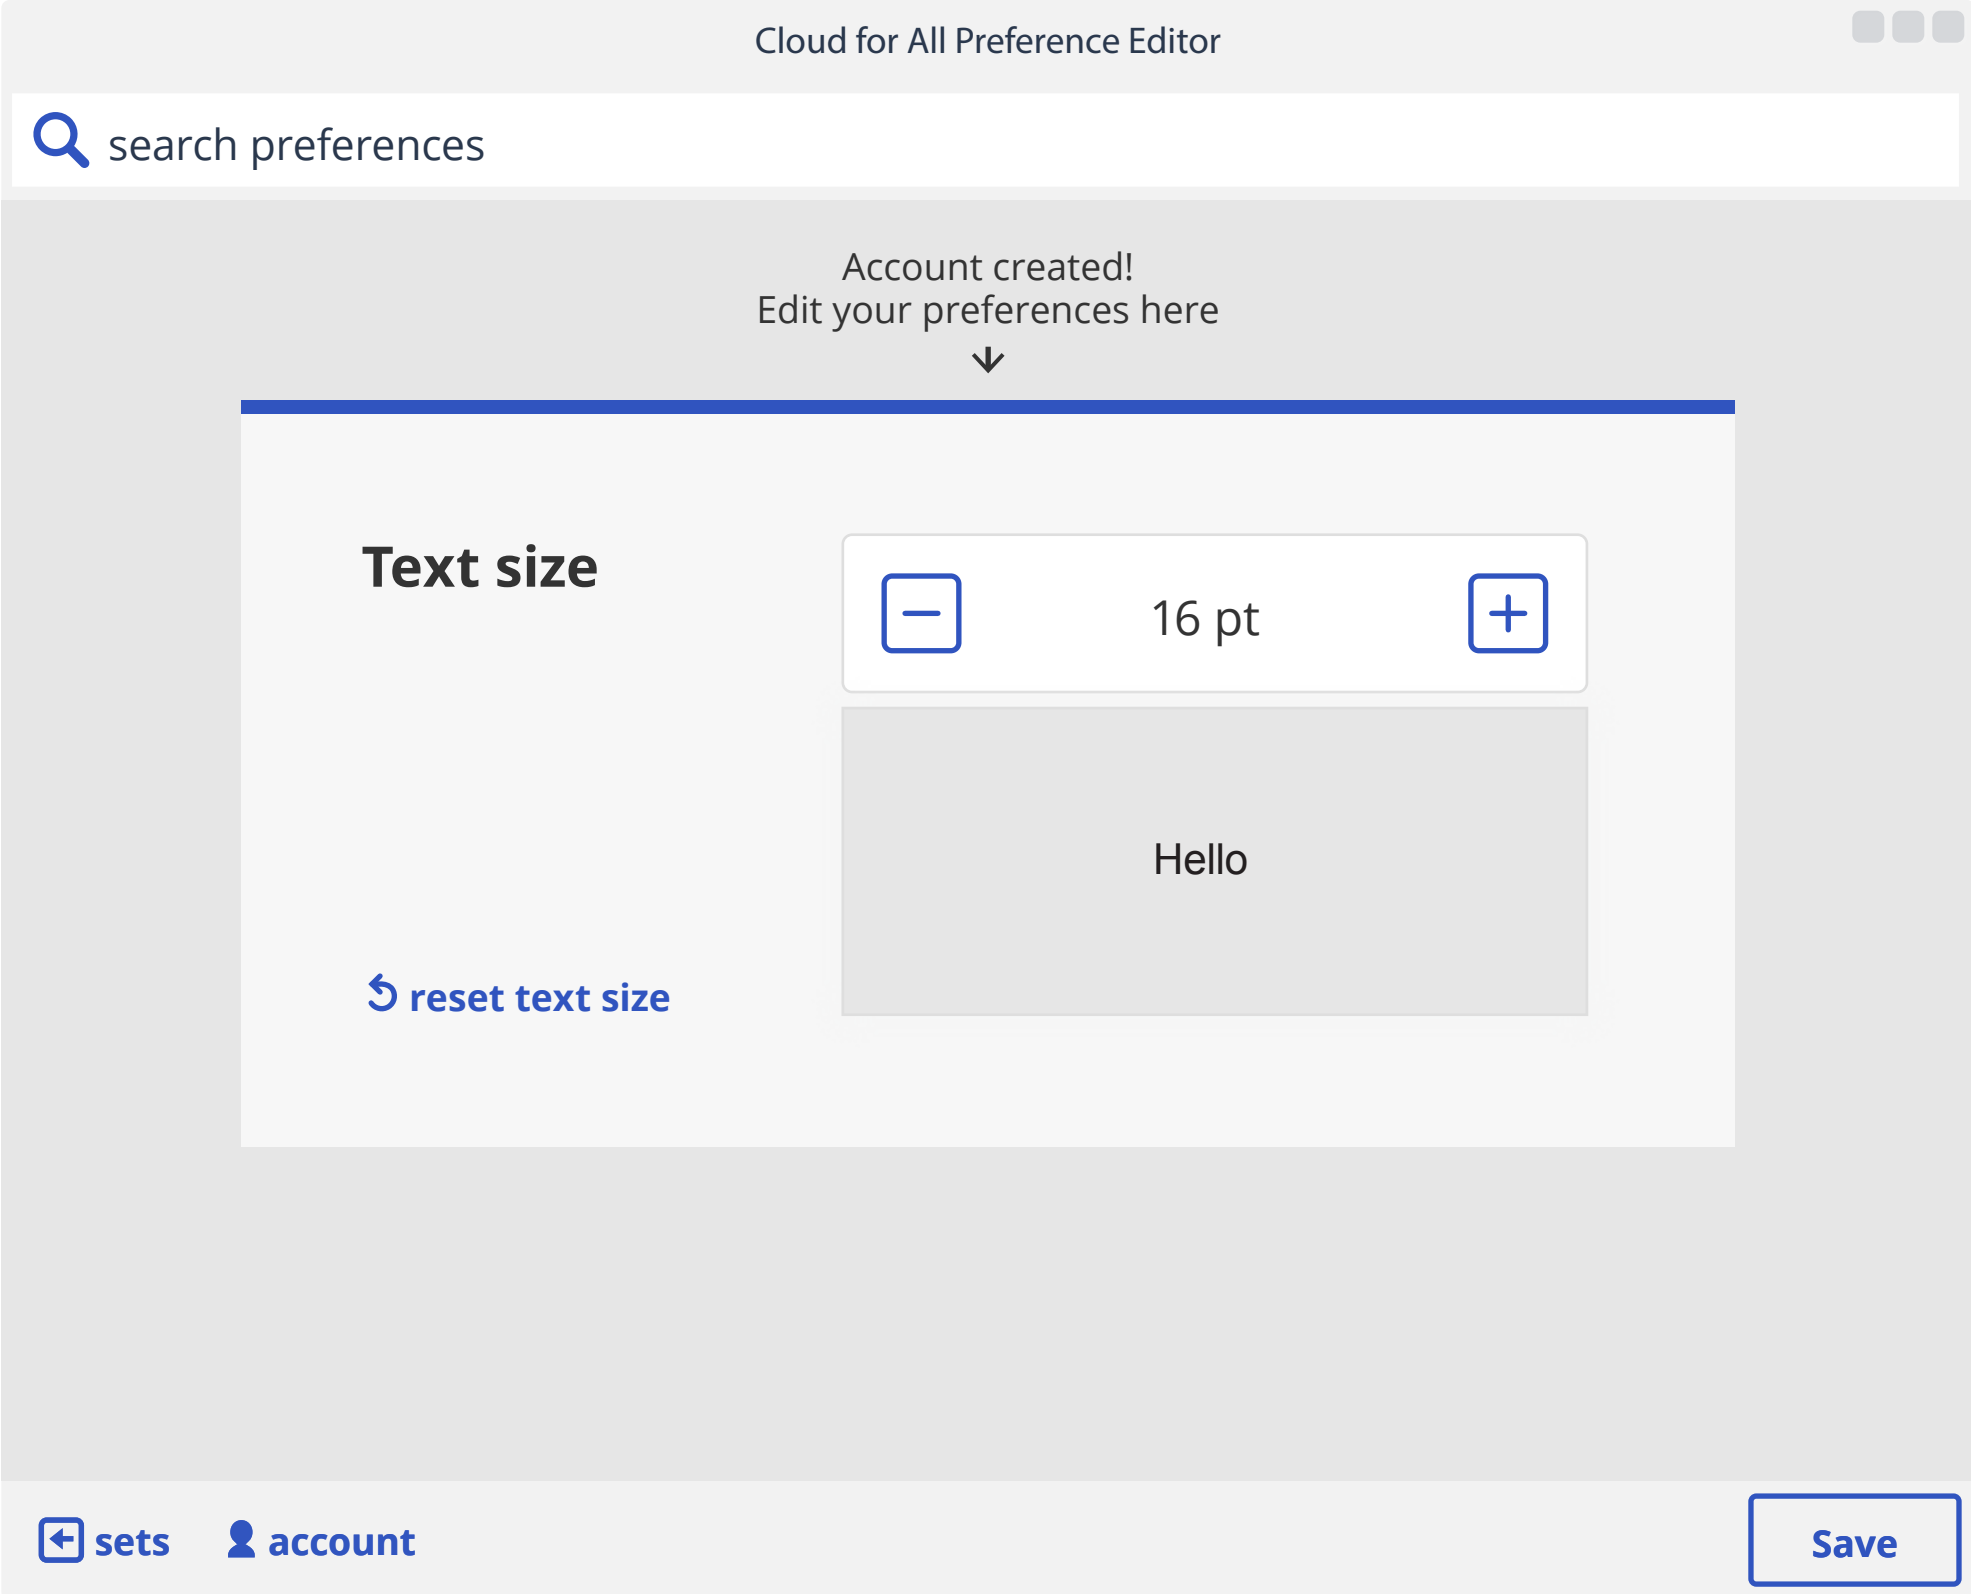 Cloud for All Preference Editor
search preferences
Account created!
Edit your preferences here
Text size
16 pt
Hello
reset text size
sets
account
Save